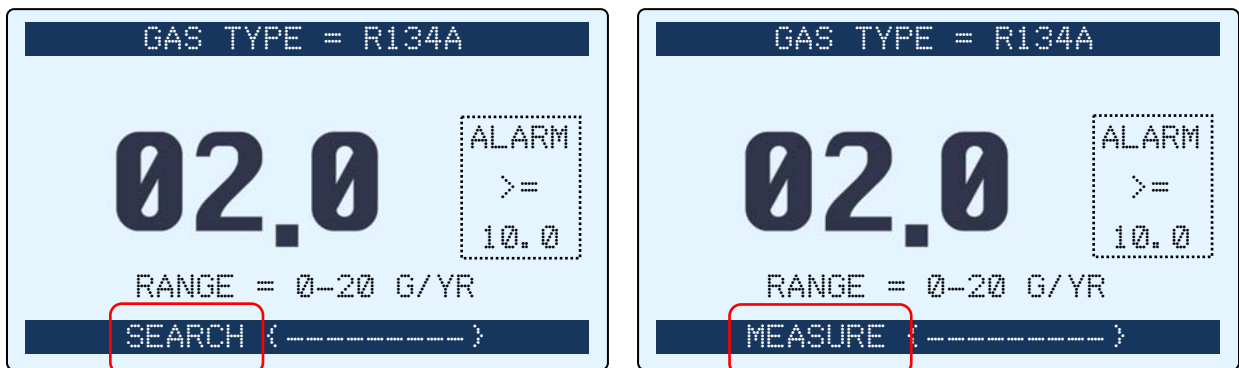 GAS TYPE = R134A
02.0
ALARM
>=
10.0
RANGE = 0-20 G/YR
SEARCH (---------)
GAS TYPE = R134A
02.0
ALARM
>=
10.0
RANGE = 0-20 G/YR
MEASURE (---------)